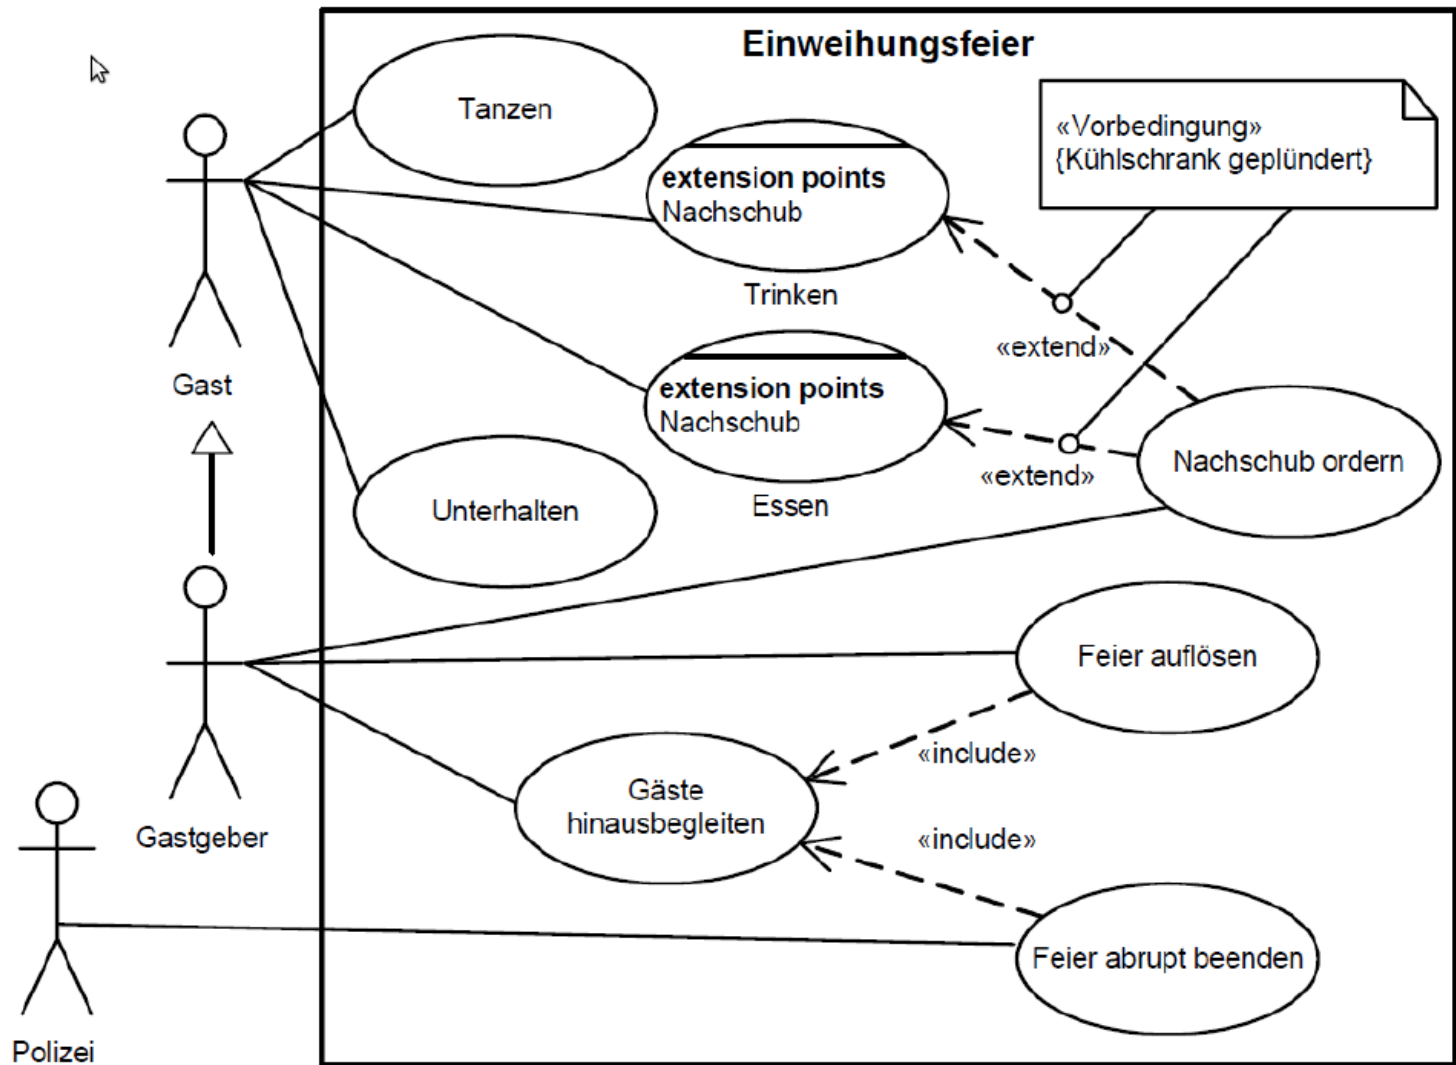 Einweihungsfeier
Tanzen
«Vorbedingung»
{Kühlschrank geplündert}
extension points
Nachschub
Trinken
«extend»
Gast
extension points
Nachschub
Essen
«extend»
Nachschub ordern
Unterhalten
Feier auflösen
«include»
Gäste
hinausbegleiten
Gastgeber
«include»
Feier abrupt beenden
Polizei